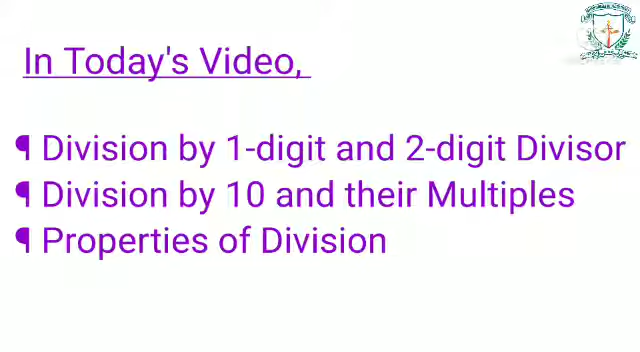 In Today's Video,
¶ Division by 1-digit and 2-digit Divisor
¶ Division by 10 and their Multiples
¶ Properties of Division